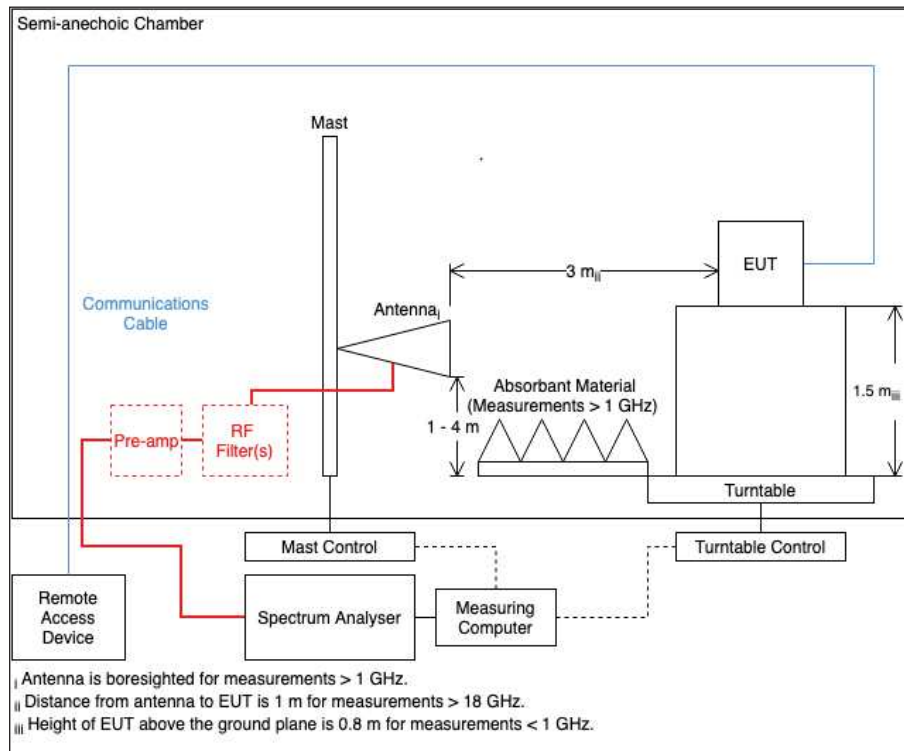 Semi-anechoic Chamber
Mast
EUT
3 m ii
Communications
Cable
Antenna i
Absorbant Material
(Measurements > 1 GHz)
1.5 m iii
1 - 4 m
Pre-amp
RF
Filter(s)
Turntable
Mast Control
Turntable Control
Remote
Access
Device
Spectrum Analyser
Measuring
Computer
i Antenna is boresighted for measurements > 1 GHz.
ii Distance from antenna to EUT is 1 m for measurements > 18 GHz.
iii Height of EUT above the ground plane is 0.8 m for measurements < 1 GHz.